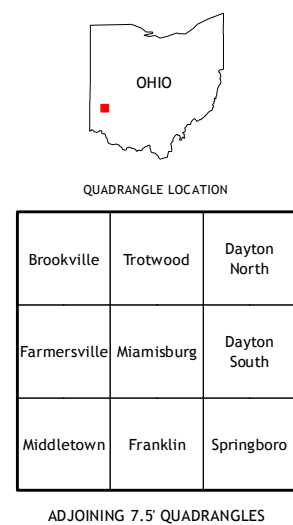 OHIO
QUADRANGLE LOCATION
Brookville
Trotwood
Dayton
North
Farmersville
Miamisburg
Dayton
South
Middletown
Franklin
Springboro
ADJOINING 7.5' QUADRANGLES